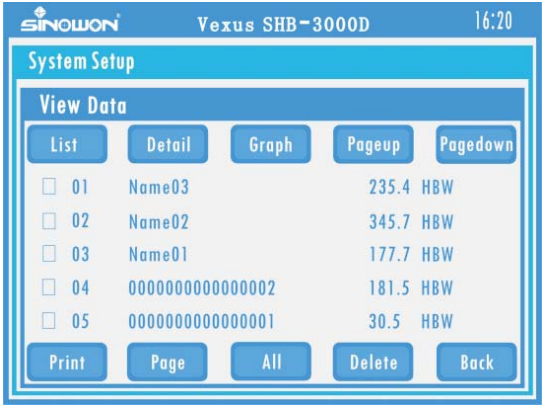 SINOWON Vexus SHB-3000D 16:20
System Setup
View Data
List Detail Graph Pageup Pagedown
01 Name03 235.4 HBW
02 Name02 345.7 HBW
03 Name01 177.7 HBW
04 0000000000000002 181.5 HBW
05 0000000000000001 30.5 HBW
Print Page All Delete Back